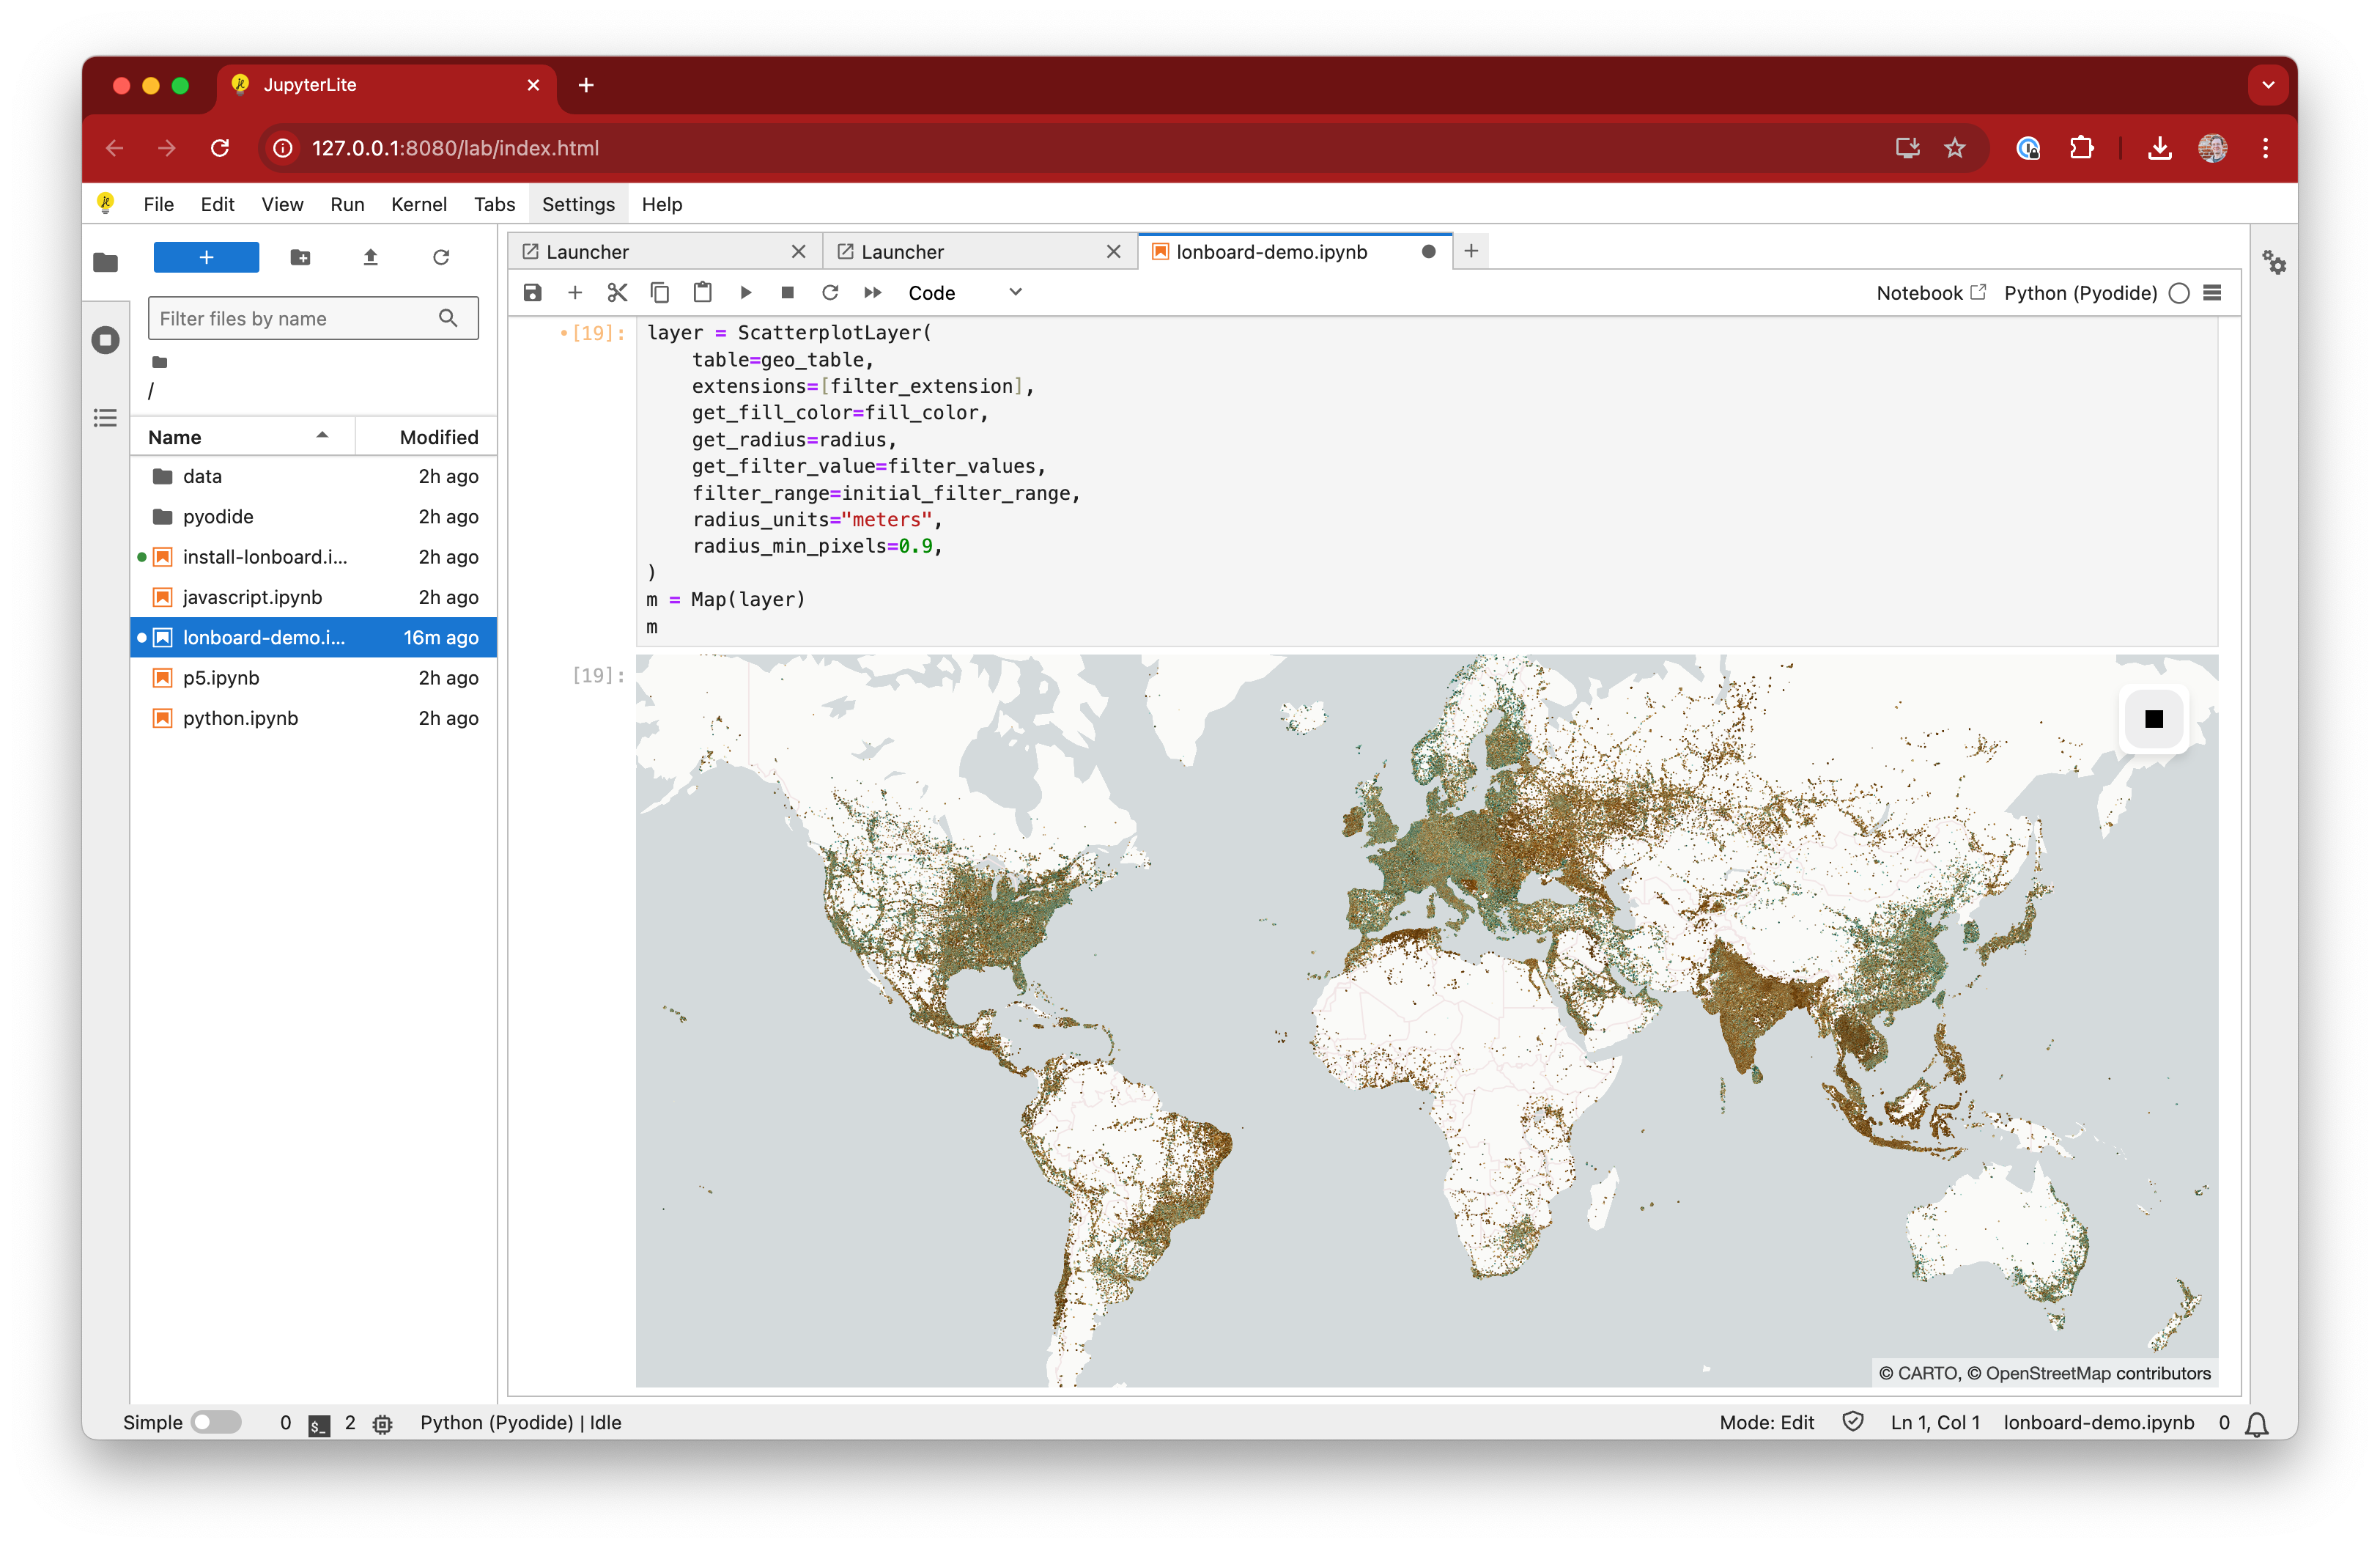 JupyterLite
127.0.0.1:8080/lab/index.html
File Edit View Run Kernel Tabs Settings Help
Filter files by name
/
Name Modified
data 2h ago
pyodide 2h ago
install-lonboard.i... 2h ago
javascript.ipynb 2h ago
lonboard-demo.i... 16m ago
p5.ipynb 2h ago
python.ipynb 2h ago
Launcher Launcher lonboard-demo.ipynb
Code Notebook Python (Pyodide)
[19]: layer = ScatterplotLayer(
    table=geo_table,
    extensions=[filter_extension],
    get_fill_color=fill_color,
    get_radius=radius,
    get_filter_value=filter_values,
    filter_range=initial_filter_range,
    radius_units="meters",
    radius_min_pixels=0.9,
)
m = Map(layer)
m
[19]:
© CARTO, © OpenStreetMap contributors
Simple 0 $_ 2 Python (Pyodide) | Idle Mode: Edit Ln 1, Col 1 lonboard-demo.ipynb 0